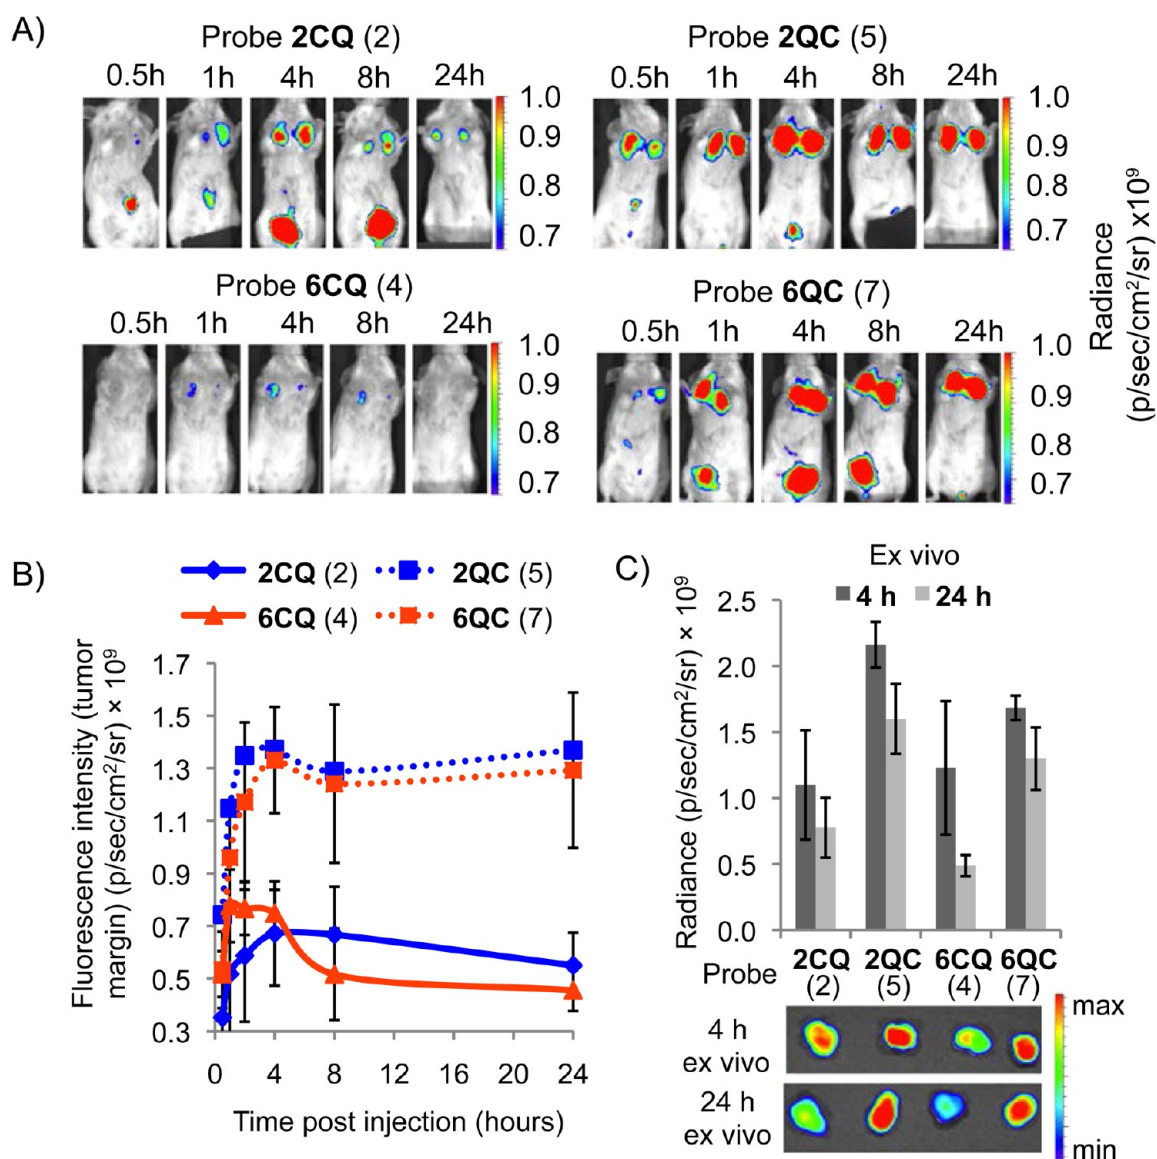 A)
Probe 2CQ (2)
0.5h 1h 4h 8h 24h
1.0
0.9
0.8
0.7
Probe 2QC (5)
0.5h 1h 4h 8h 24h
1.0
0.9
0.8
0.7
Probe 6CQ (4)
0.5h 1h 4h 8h 24h
1.0
0.9
0.8
0.7
Probe 6QC (7)
0.5h 1h 4h 8h 24h
1.0
0.9
0.8
0.7
Radiance
(p/sec/cm²/sr) x10⁹
B)
2CQ (2) 2QC (5)
6CQ (4) 6QC (7)
Fluorescence intensity (tumor
margin) (p/sec/cm²/sr) × 10⁹
1.7
1.5
1.3
1.1
0.9
0.7
0.5
0.3
0 4 8 12 16 20 24
Time post injection (hours)
C)
Ex vivo
4 h 24 h
Radiance (p/sec/cm²/sr) × 10⁹
2.5
2.0
1.5
1.0
0.5
0.0
Probe 2CQ 2QC 6CQ 6QC
(2) (5) (4) (7)
4 h
ex vivo
24 h
ex vivo
max
min